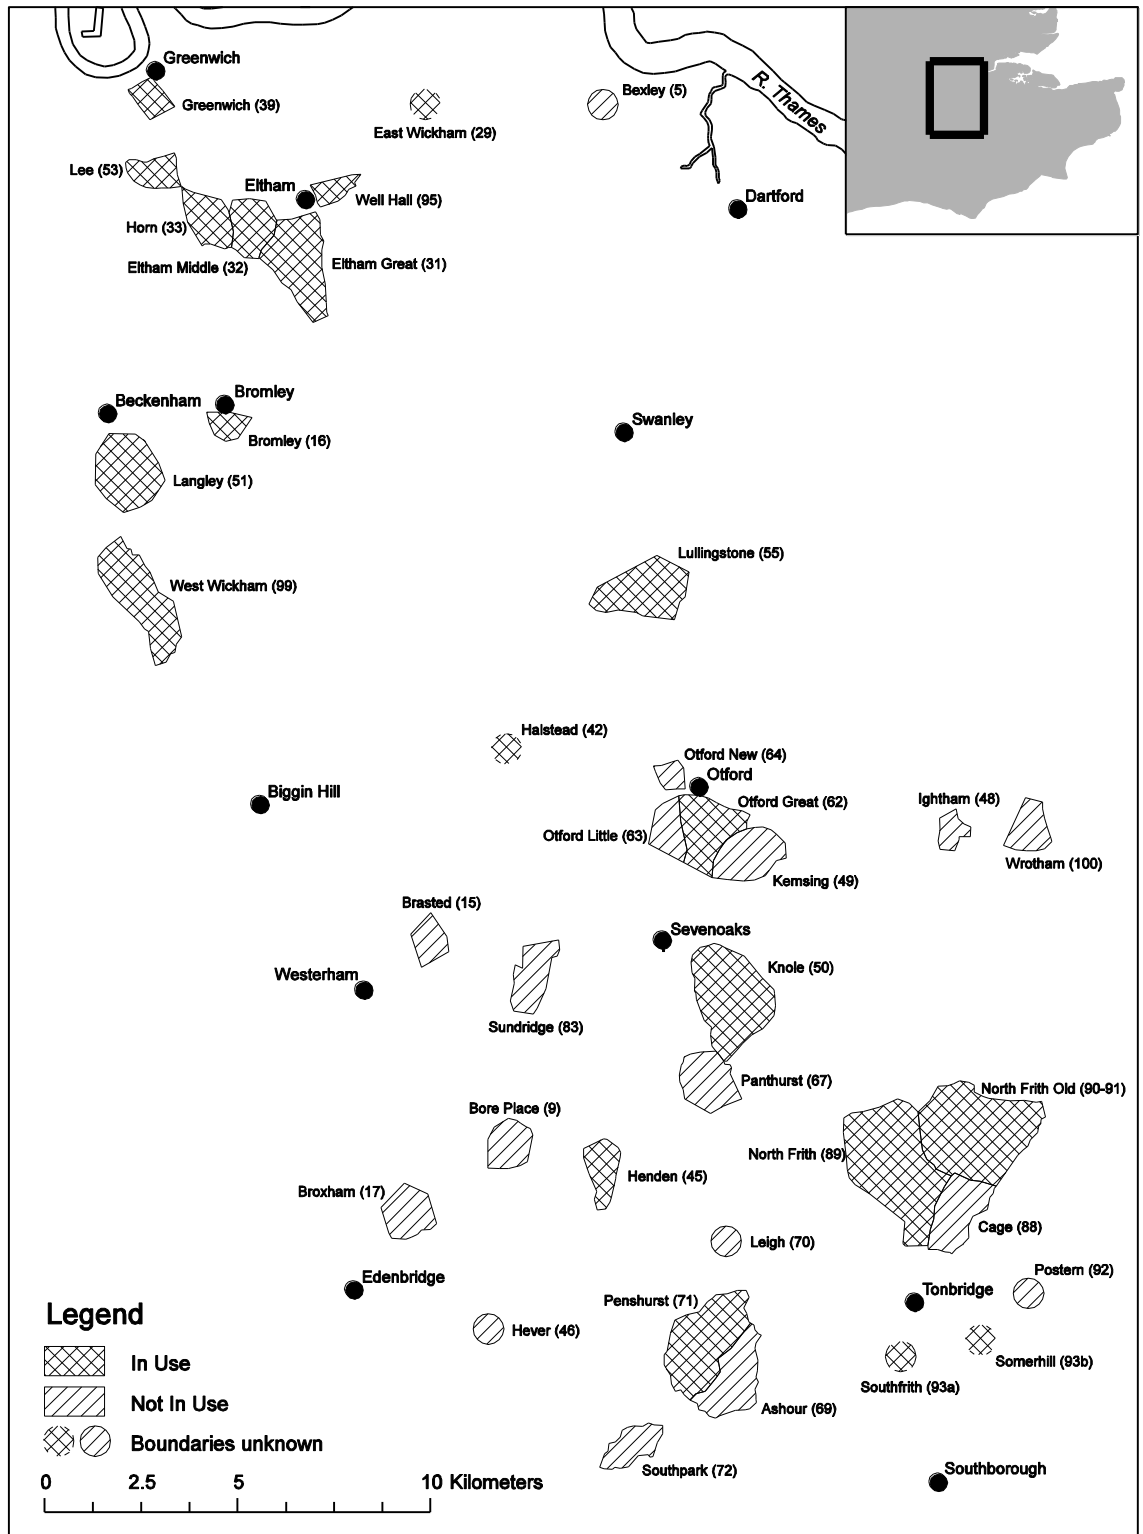 Greenwich
Greenwich (39)
Bexley (5)
R. Thames
East Wickham (29)
Lee (53)
Eltham
Well Hall (95)
Dartford
Horn (33)
Eltham Middle (32)
Eltham Great (31)
Beckenham
Bromley
Swanley
Bromley (16)
Langley (51)
Lullingstone (55)
West Wickham (99)
Halstead (42)
Otford New (64)
Otford
Biggin Hill
Otford Great (62)
Ightham (48)
Otford Little (63)
Wrotham (100)
Kemsing (49)
Brasted (15)
Sevenoaks
Knole (50)
Westerham
Sundridge (83)
Panthurst (67)
North Frith Old (90-91)
Bore Place (9)
North Frith (89)
Henden (45)
Broxham (17)
Cage (88)
Leigh (70)
Postern (92)
Edenbridge
Tonbridge
Penshurst (71)
Hever (46)
Somerhill (93b)
Southfrith (93a)
Ashour (69)
Southpark (72)
Southborough
Legend
In Use
Not In Use
Boundaries unknown
0 2.5 5 10 Kilometers